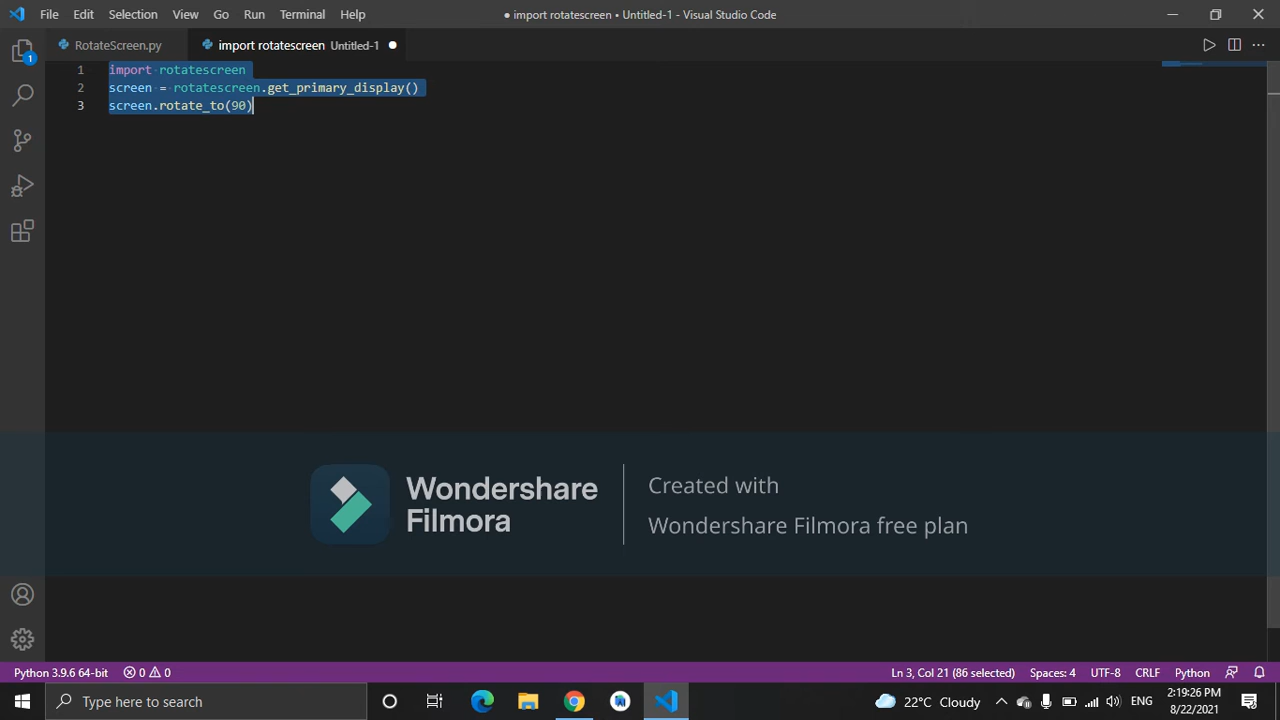 File Edit Selection View Go Run Terminal Help
● import rotatescreen • Untitled-1 - Visual Studio Code
RotateScreen.py
import rotatescreen Untitled-1 ●
1 import rotatescreen
2 screen = rotatescreen.get_primary_display()
3 screen.rotate_to(90)
1
Wondershare
Filmora
Created with
Wondershare Filmora free plan
Python 3.9.6 64-bit 0 0
Ln 3, Col 21 (86 selected) Spaces: 4 UTF-8 CRLF Python
Type here to search
22°C Cloudy
ENG
2:19:26 PM
8/22/2021